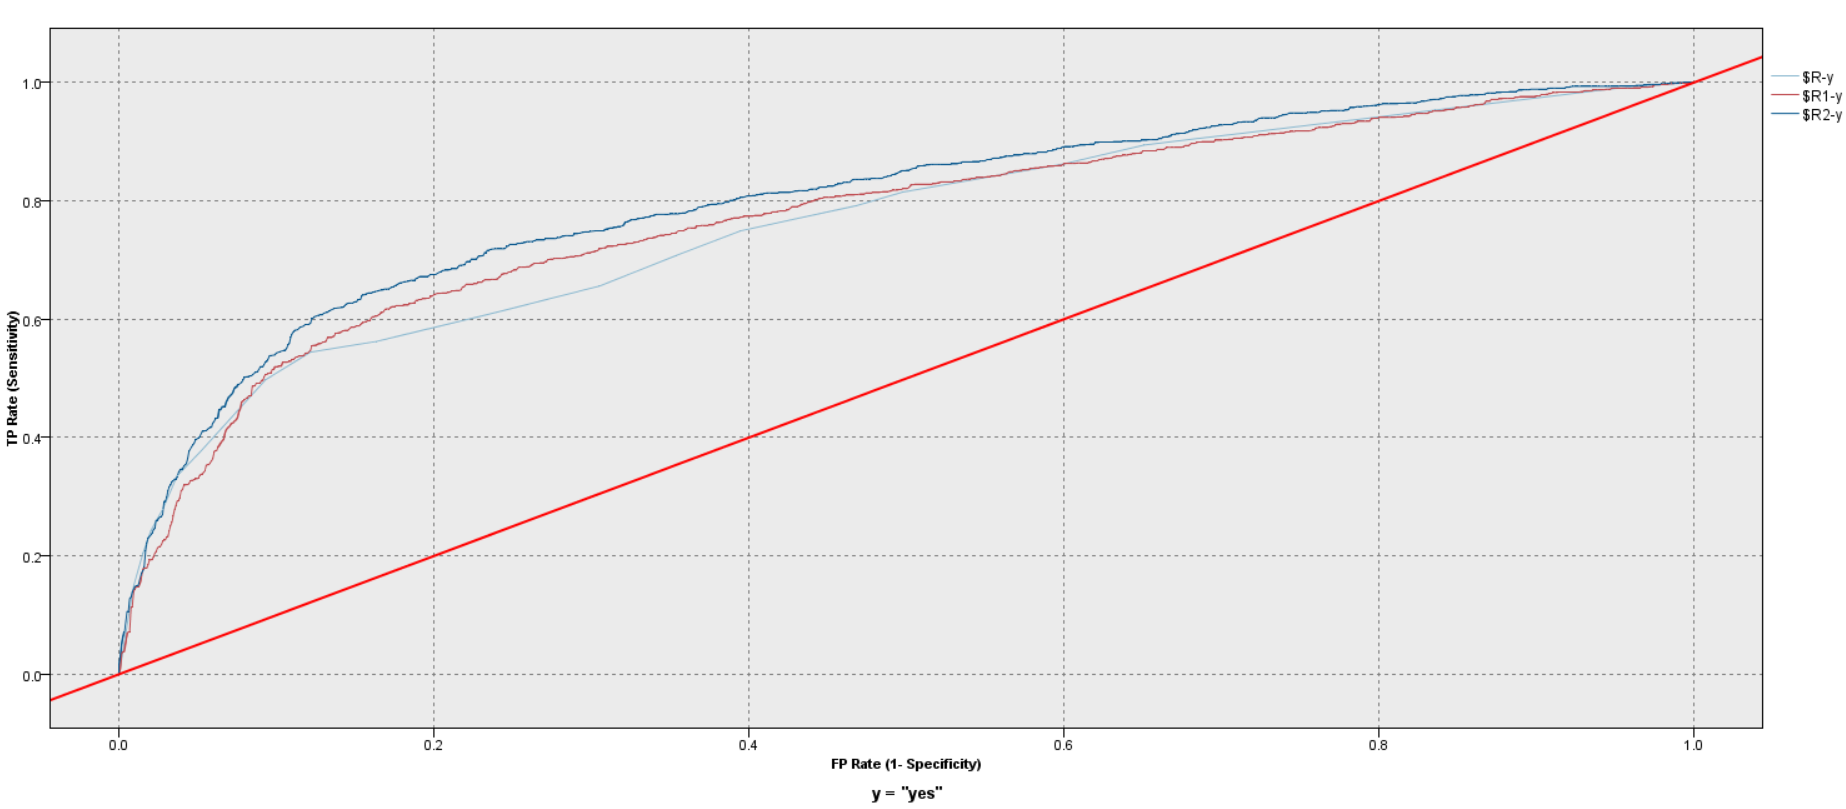 $R-y
$R1-y
$R2-y
TP Rate (Sensitivity)
1.0
0.8
0.6
0.4
0.2
0.0
0.0 0.2 0.4 0.6 0.8 1.0
FP Rate (1- Specificity)
y = "yes"